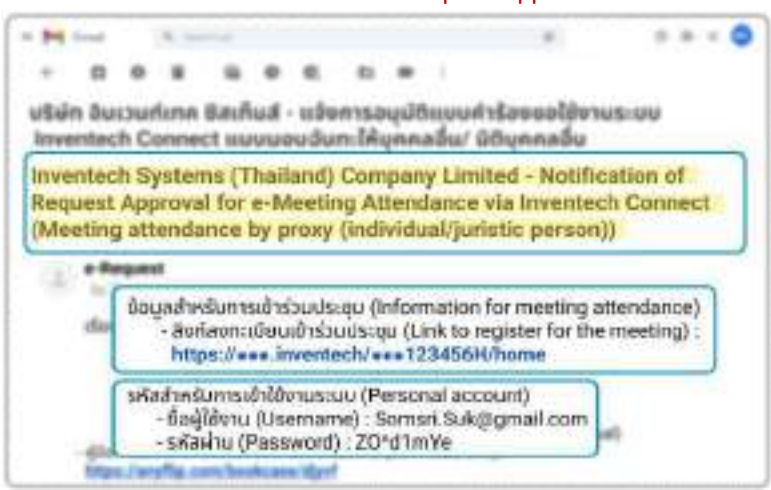 Gmail
บริษัท อินเวนท์เทค ซิสเท็มส์ - แจ้งการอนุมัติแบบคำร้องขอใช้งานระบบ
Inventech Connect แบบมอบฉันทะให้บุคคลอื่น/ นิติบุคคลอื่น
Inventech Systems (Thailand) Company Limited - Notification of
Request Approval for e-Meeting Attendance via Inventech Connect
(Meeting attendance by proxy (individual/juristic person))
e-Request
ข้อมูลสำหรับการเข้าร่วมประชุม (Information for meeting attendance)
- ลิงก์ลงทะเบียนเข้าร่วมประชุม (Link to register for the meeting) :
https://●●●.inventech/●●●123456H/home
รหัสสำหรับการเข้าใช้งานระบบ (Personal account)
- ชื่อผู้ใช้งาน (Username) : Somsri.Suk@gmail.com
- รหัสผ่าน (Password) : ZO^d1mYe